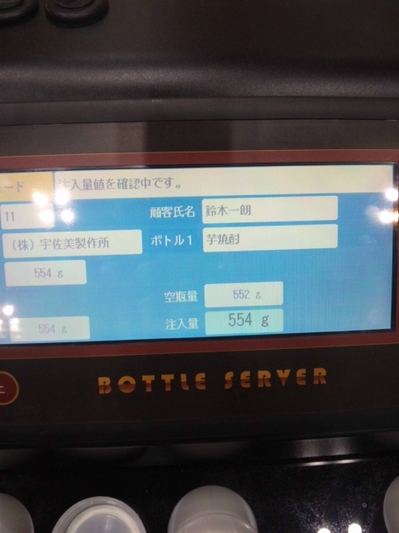 ード 注入量値を確認中です。
11 顧客氏名 鈴木一朗
(株)宇佐美製作所 ボトル1 芋焼酎
554 g
空瓶量 552 g
554 g 注入量 554 g
BOTTLE SERVER